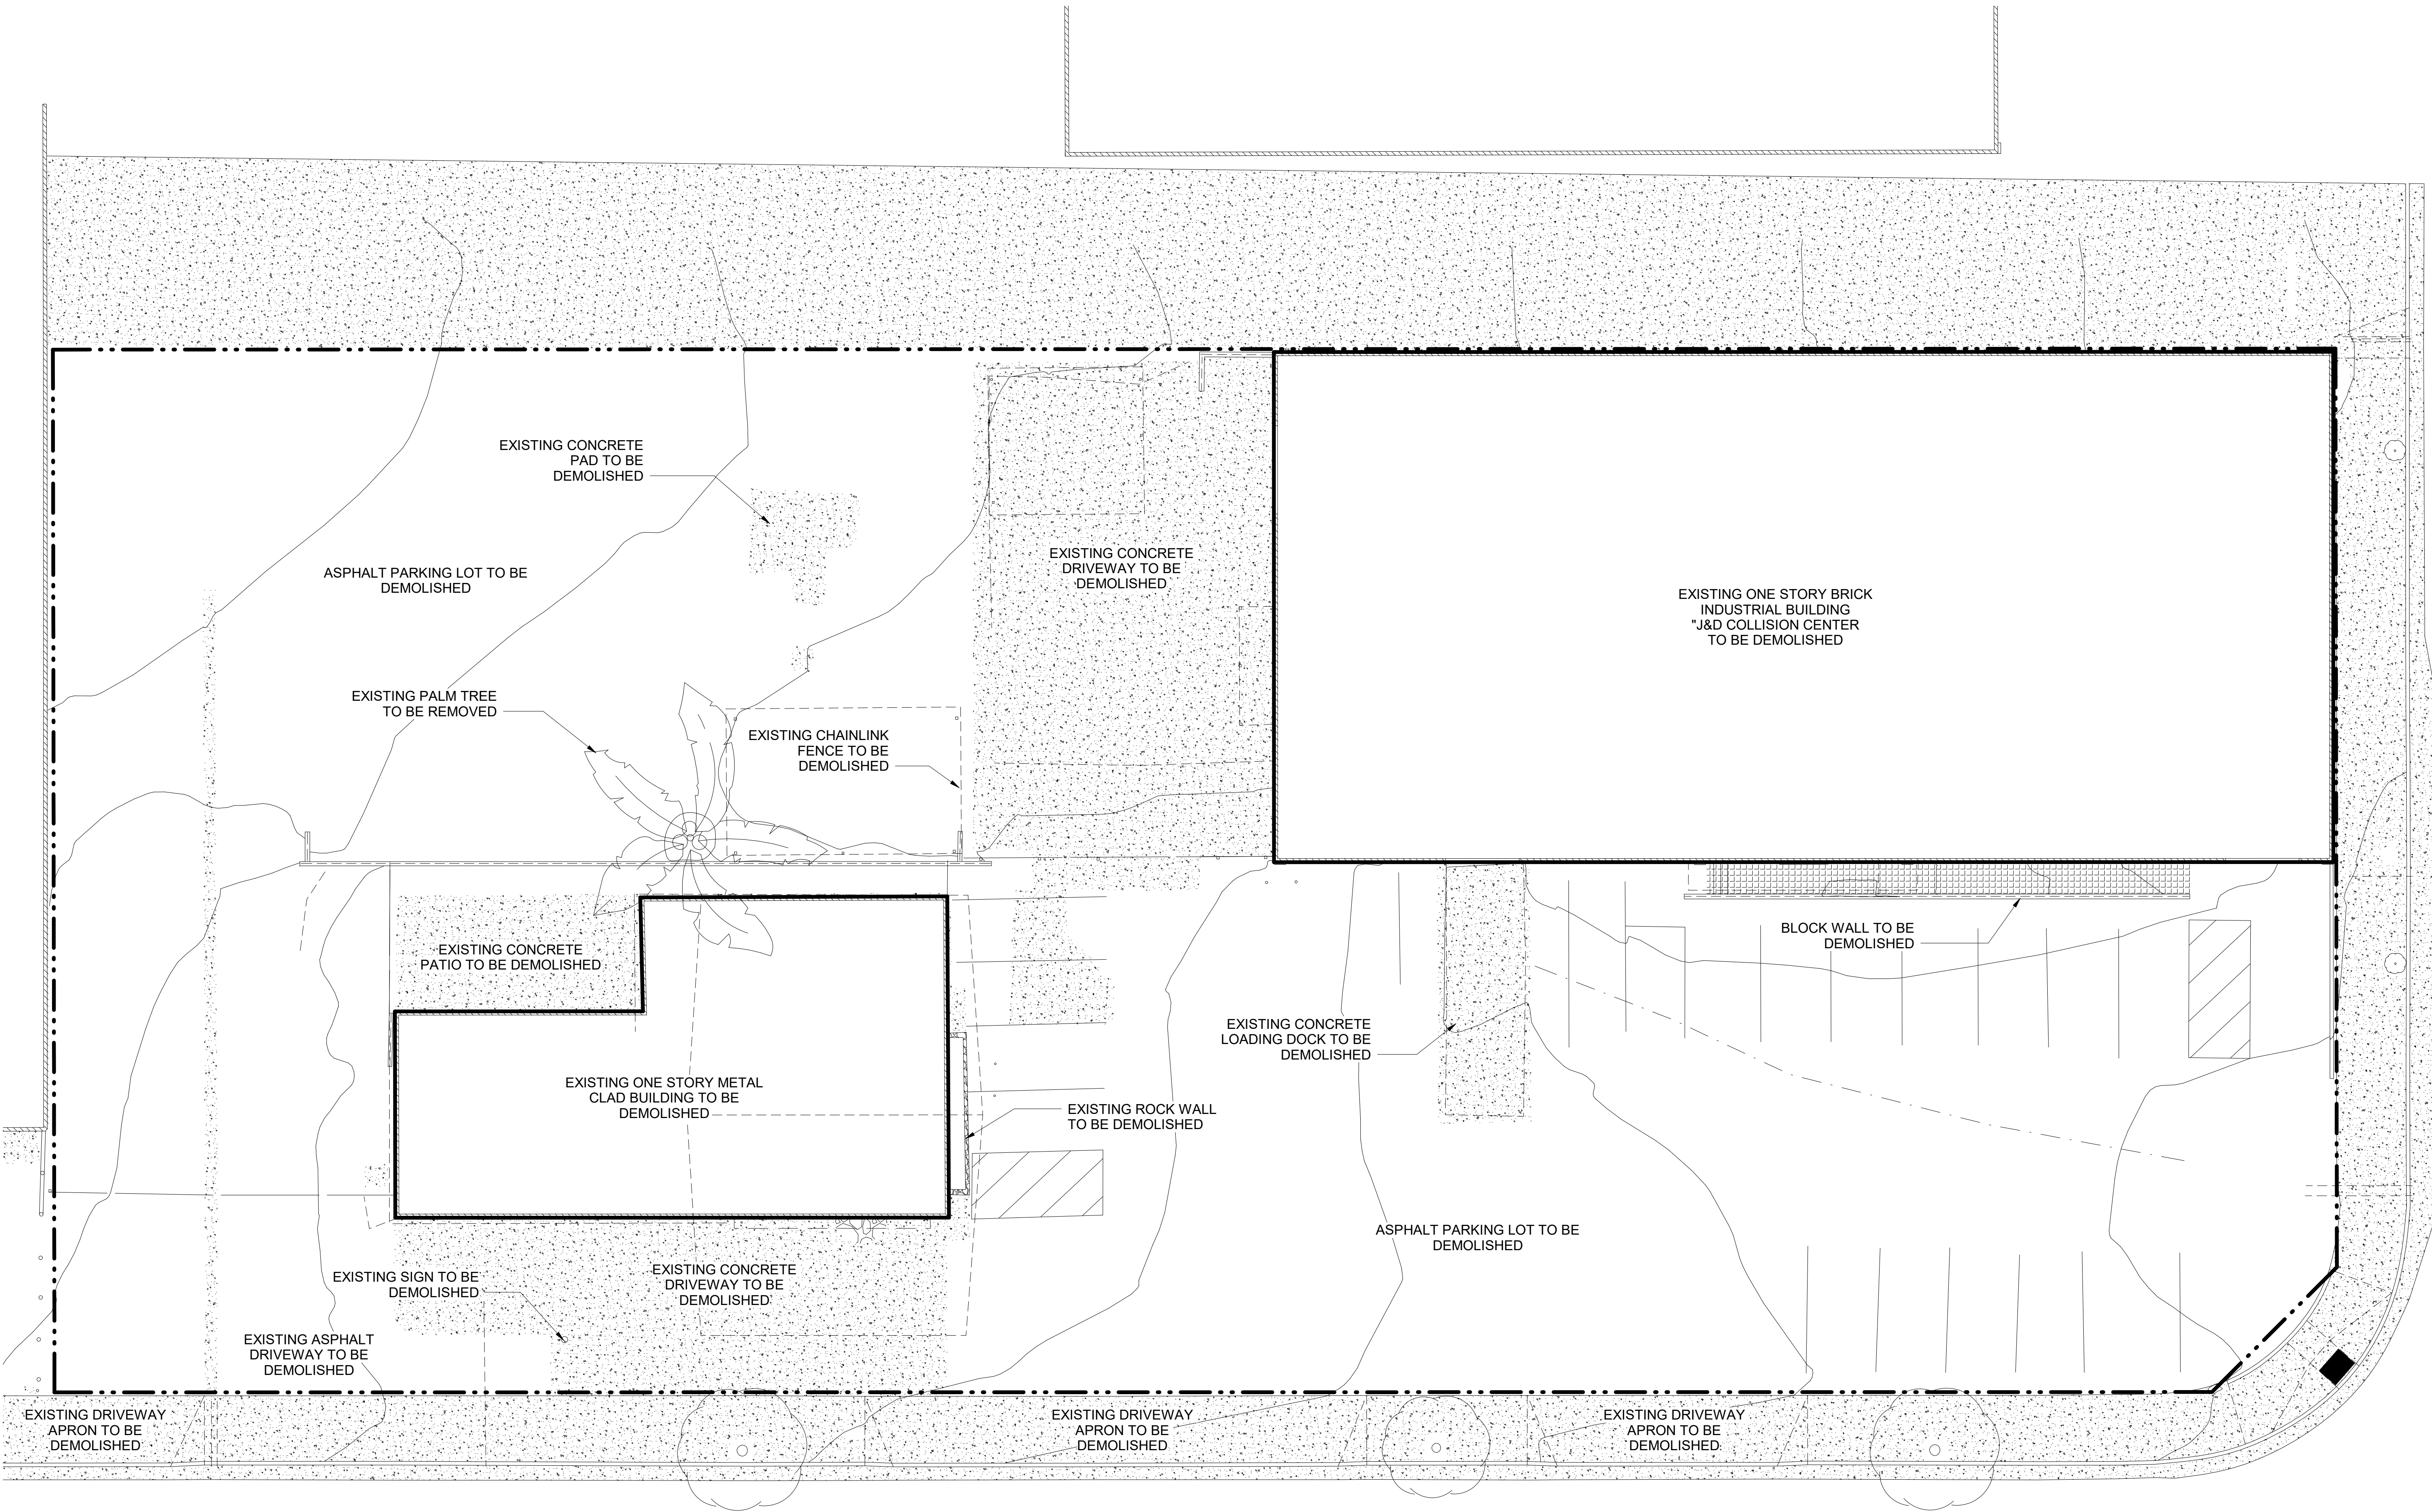 EXISTING CONCRETE
PAD TO BE
DEMOLISHED
ASPHALT PARKING LOT TO BE
DEMOLISHED
EXISTING CONCRETE
DRIVEWAY TO BE
DEMOLISHED
EXISTING ONE STORY BRICK
INDUSTRIAL BUILDING
"J&D COLLISION CENTER
TO BE DEMOLISHED
EXISTING PALM TREE
TO BE REMOVED
EXISTING CHAINLINK
FENCE TO BE
DEMOLISHED
EXISTING CONCRETE
PATIO TO BE DEMOLISHED
BLOCK WALL TO BE
DEMOLISHED
EXISTING CONCRETE
LOADING DOCK TO BE
DEMOLISHED
EXISTING ONE STORY METAL
CLAD BUILDING TO BE
DEMOLISHED
EXISTING ROCK WALL
TO BE DEMOLISHED
ASPHALT PARKING LOT TO BE
DEMOLISHED
EXISTING SIGN TO BE
DEMOLISHED
EXISTING CONCRETE
DRIVEWAY TO BE
DEMOLISHED
EXISTING ASPHALT
DRIVEWAY TO BE
DEMOLISHED
EXISTING DRIVEWAY
APRON TO BE
DEMOLISHED
EXISTING DRIVEWAY
APRON TO BE
DEMOLISHED
EXISTING DRIVEWAY
APRON TO BE
DEMOLISHED